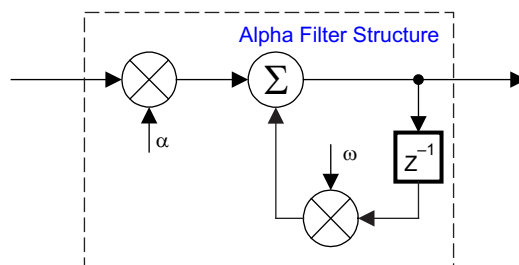 Alpha Filter Structure
Σ
α
ω
Z⁻¹